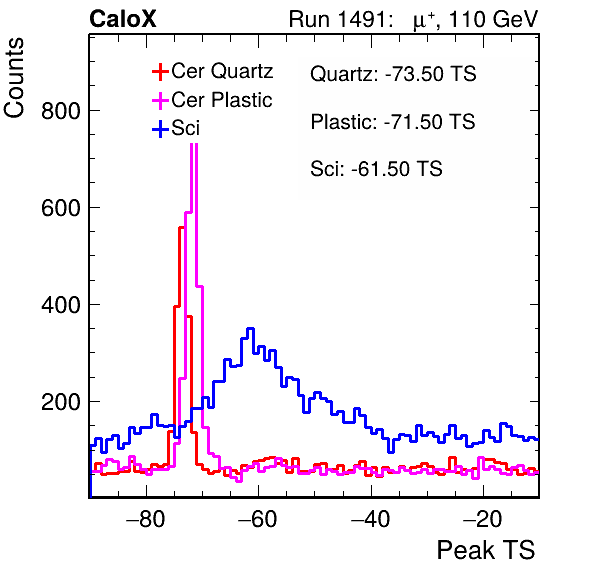 CaloX Run 1491: μ⁺, 110 GeV
Counts
Cer Quartz
Cer Plastic
Sci
Quartz: -73.50 TS
Plastic: -71.50 TS
Sci: -61.50 TS
800
600
400
200
−80 −60 −40 −20
Peak TS